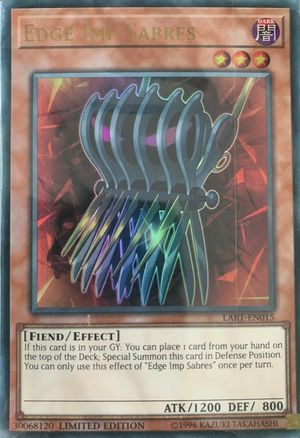 EDGE IMP SABRES
DARK
闇
LART-EN015
[FIEND/EFFECT]
If this card is in your GY: You can place 1 card from your hand on
the top of the Deck; Special Summon this card in Defense Position.
You can only use this effect of "Edge Imp Sabres" once per turn.
ATK/1200 DEF/ 800
30068120 LIMITED EDITION ©1996 KAZUKI TAKAHASHI